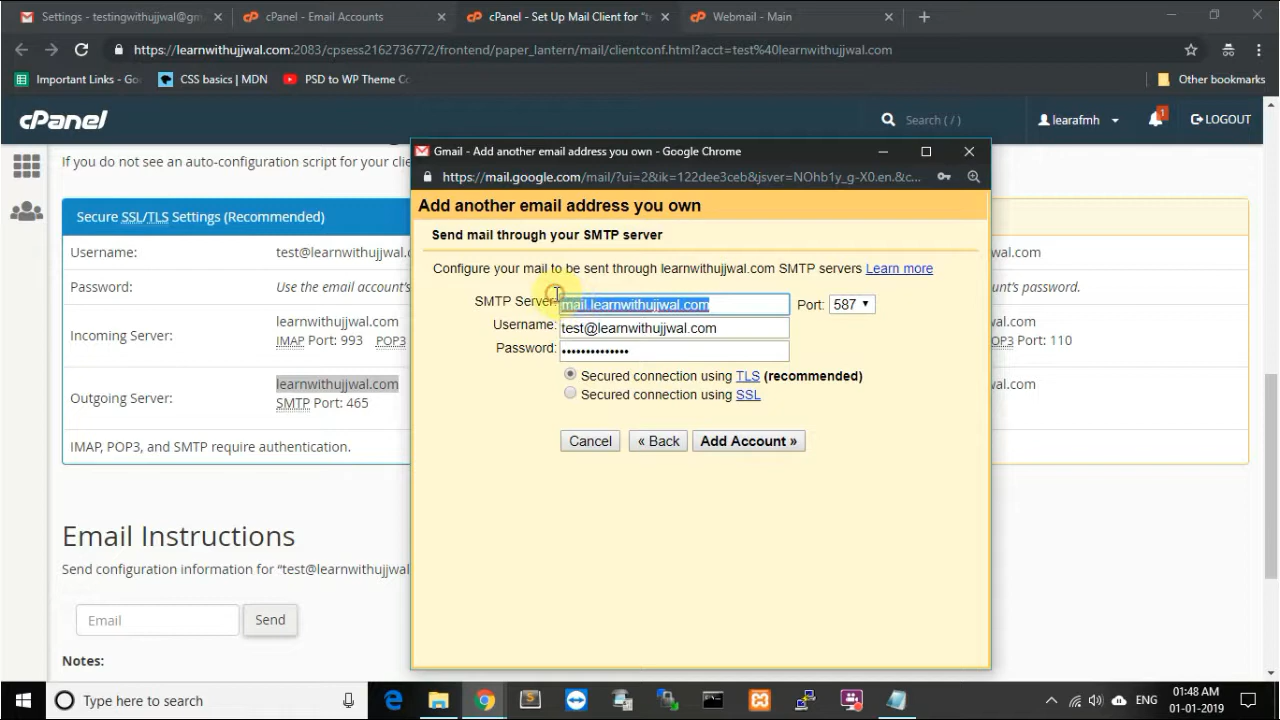 Settings - testingwithujjwal@gm
cPanel - Email Accounts
cPanel - Set Up Mail Client for "t
Webmail - Main
https://learnwithujjwal.com:2083/cpsess2162736772/frontend/paper_lantern/mail/clientconf.html?acct=test%40learnwithujjwal.com
Important Links - Go
CSS basics | MDN
PSD to WP Theme Co
Other bookmarks
cPanel
Search ( / )
learafmh
1
LOGOUT
If you do not see an auto-configuration script for your clie
Secure SSL/TLS Settings (Recommended)
Username:
test@learnwithujjwal.
Password:
Use the email account's
Incoming Server:
learnwithujjwal.com
IMAP Port: 993 POP3
Outgoing Server:
learnwithujjwal.com
SMTP Port: 465
IMAP, POP3, and SMTP require authentication.
.com
ccount's password.
com
OP3 Port: 110
com
Gmail - Add another email address you own - Google Chrome
https://mail.google.com/mail/?ui=2&ik=122dee3ceb&jsver=NOhb1y_g-X0.en.&c...
Add another email address you own
Send mail through your SMTP server
Configure your mail to be sent through learnwithujjwal.com SMTP servers Learn more
SMTP Server: mail.learnwithujjwal.com Port: 587
Username: test@learnwithujjwal.com
Password: ••••••••••••••
Secured connection using TLS (recommended)
Secured connection using SSL
Cancel
« Back
Add Account »
Email Instructions
Send configuration information for “test@learnwithujjwal
Email
Send
Notes:
Type here to search
ENG
01:48 AM
01-01-2019